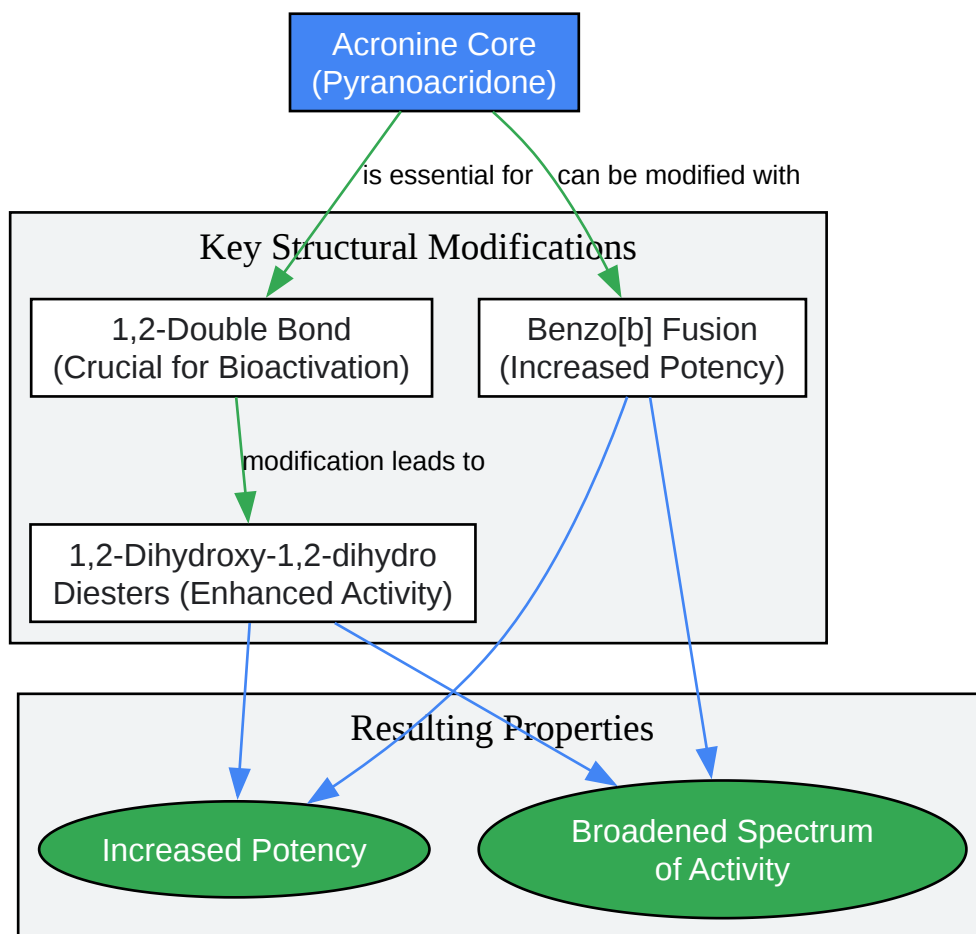 Acronine Core
(Pyranoacridone)
is essential for
can be modified with
Key Structural Modifications
1,2-Double Bond
(Crucial for Bioactivation)
Benzo[b] Fusion
(Increased Potency)
modification leads to
1,2-Dihydroxy-1,2-dihydro
Diesters (Enhanced Activity)
Resulting Properties
Increased Potency
Broadened Spectrum
of Activity